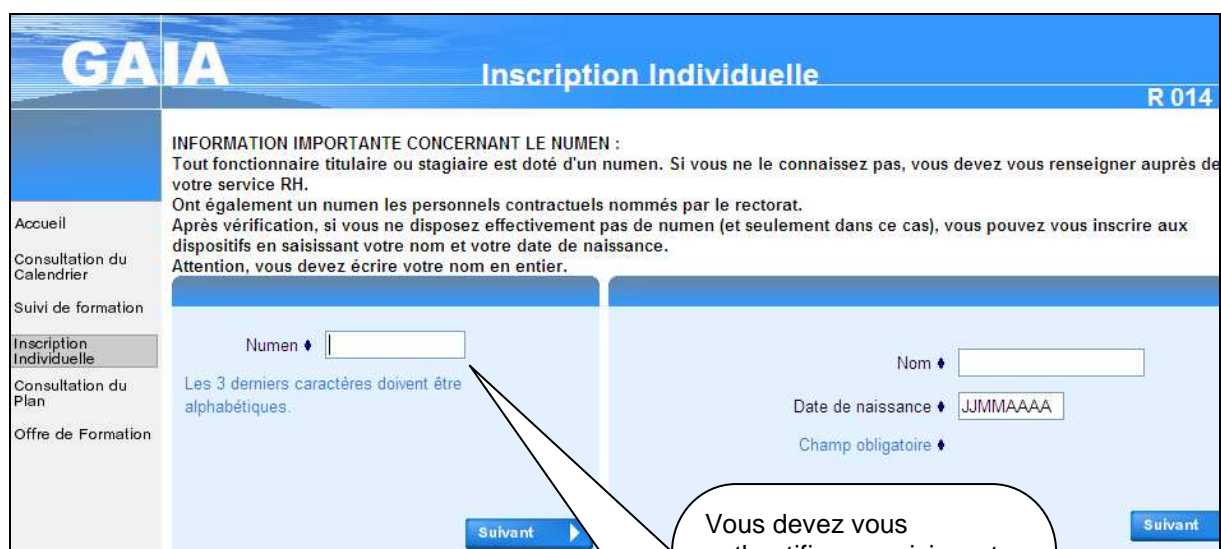 GAIA
Inscription Individuelle
R 014
INFORMATION IMPORTANTE CONCERNANT LE NUMEN :
Tout fonctionnaire titulaire ou stagiaire est doté d'un numen. Si vous ne le connaissez pas, vous devez vous renseigner auprès de
votre service RH.
Ont également un numen les personnels contractuels nommés par le rectorat.
Après vérification, si vous ne disposez effectivement pas de numen (et seulement dans ce cas), vous pouvez vous inscrire aux
dispositifs en saisissant votre nom et votre date de naissance.
Attention, vous devez écrire votre nom en entier.
Accueil
Consultation du
Calendrier
Suivi de formation
Inscription
Individuelle
Consultation du
Plan
Offre de Formation
Numen
Les 3 derniers caractères doivent être
alphabétiques.
Suivant
Nom
Date de naissance JJMMAAAA
Champ obligatoire
Suivant
Vous devez vous